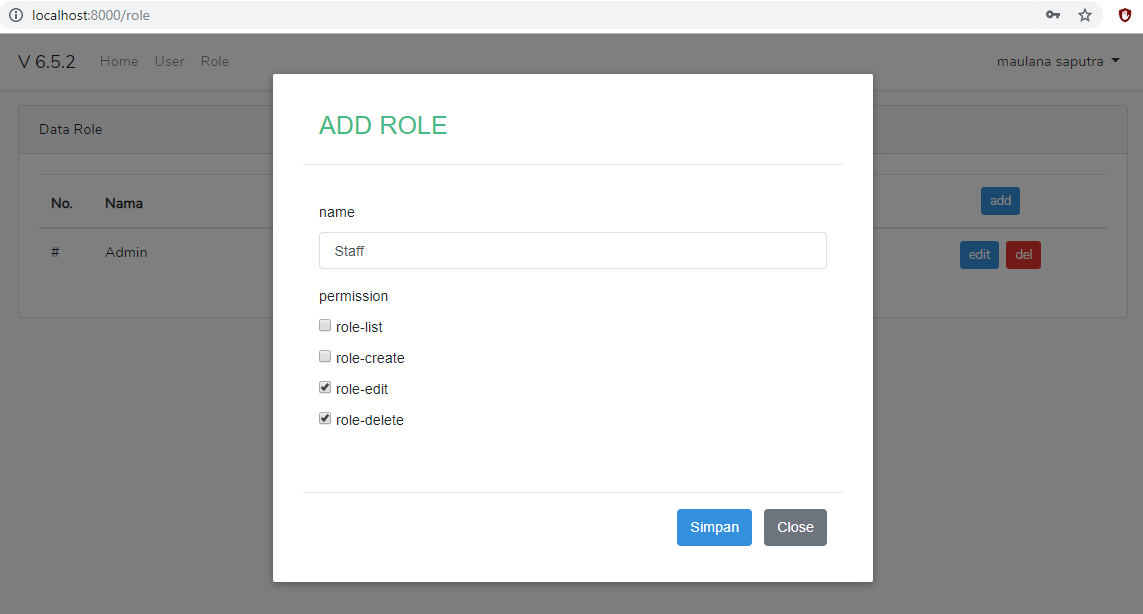 localhost:8000/role
V 6.5.2 Home User Role maulana saputra
ADD ROLE
Data Role
No. Nama add
name
Staff
# Admin edit del
permission
role-list
role-create
role-edit
role-delete
Simpan Close